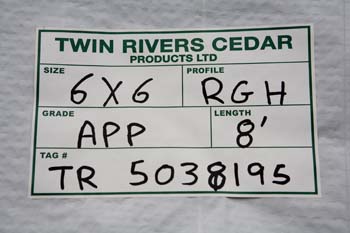 TWIN RIVERS CEDAR
PRODUCTS LTD
SIZE PROFILE
6X6 RGH
GRADE LENGTH
APP 8'
TAG #
TR 5038195